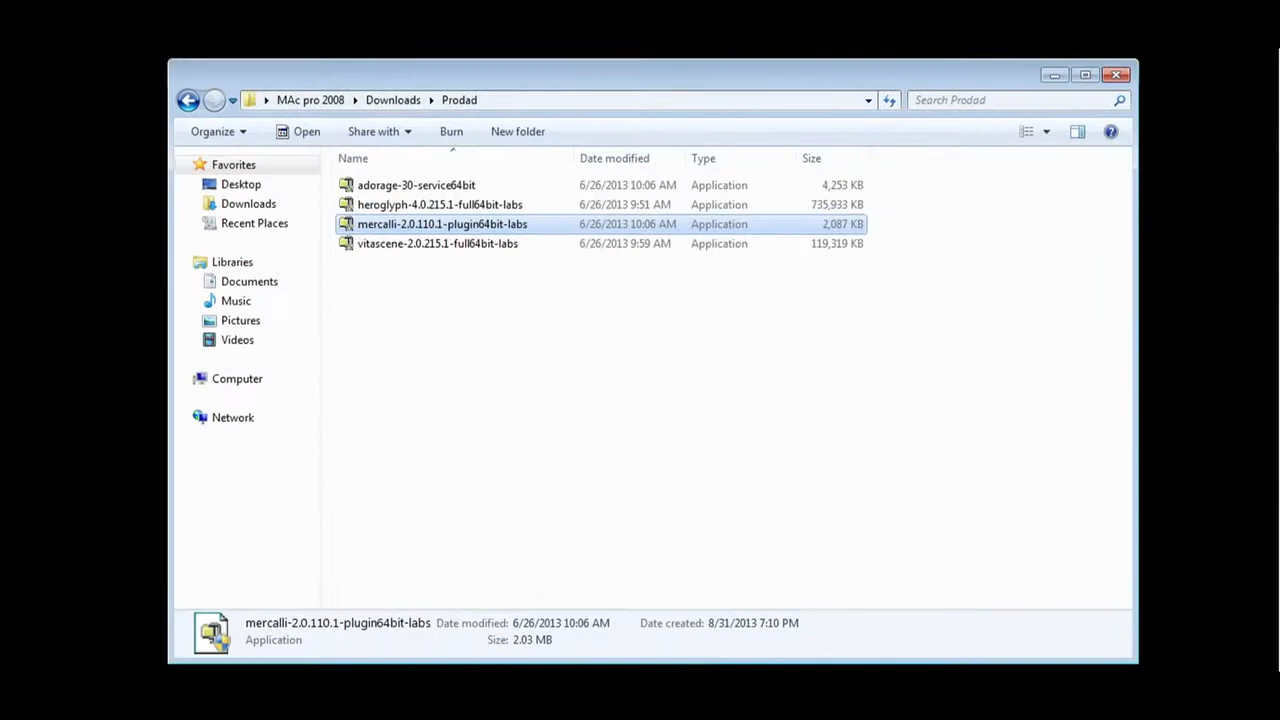 MAc pro 2008 Downloads Prodad
Search Prodad
Organize Open Share with Burn New folder
Favorites
Desktop
Downloads
Recent Places
Libraries
Documents
Music
Pictures
Videos
Computer
Network
Name Date modified Type Size
adorage-30-service64bit 6/26/2013 10:06 AM Application 4,253 KB
heroglyph-4.0.215.1-full64bit-labs 6/26/2013 9:51 AM Application 735,933 KB
mercalli-2.0.110.1-plugin64bit-labs 6/26/2013 10:06 AM Application 2,087 KB
vitascene-2.0.215.1-full64bit-labs 6/26/2013 9:59 AM Application 119,319 KB
mercalli-2.0.110.1-plugin64bit-labs Date modified: 6/26/2013 10:06 AM Date created: 8/31/2013 7:10 PM
Application Size: 2.03 MB